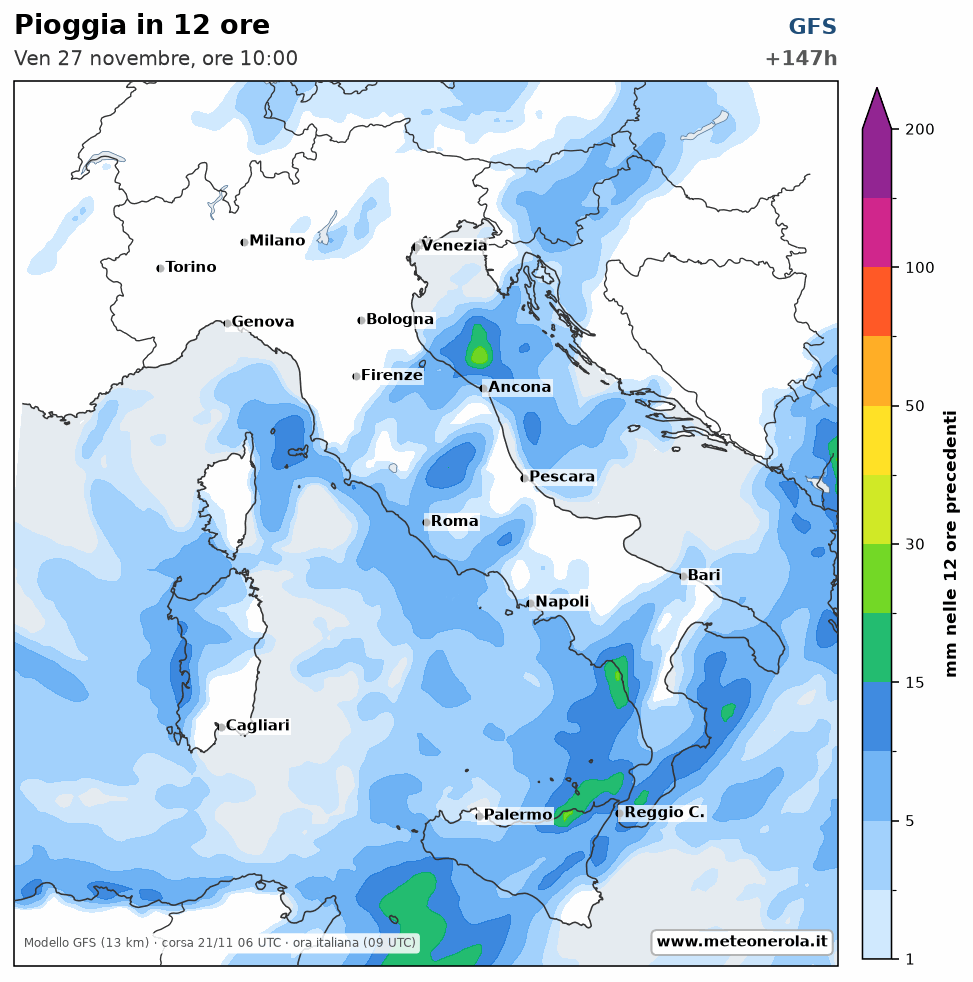 Pioggia in 12 ore
GFS
Ven 27 novembre, ore 10:00
+147h
200
100
50
30
15
5
1
mm nelle 12 ore precedenti
Milano
Venezia
Torino
Genova
Bologna
Firenze
Ancona
Pescara
Roma
Bari
Napoli
Cagliari
Palermo
Reggio C.
Modello GFS (13 km) · corsa 21/11 06 UTC · ora italiana (09 UTC)
www.meteonerola.it